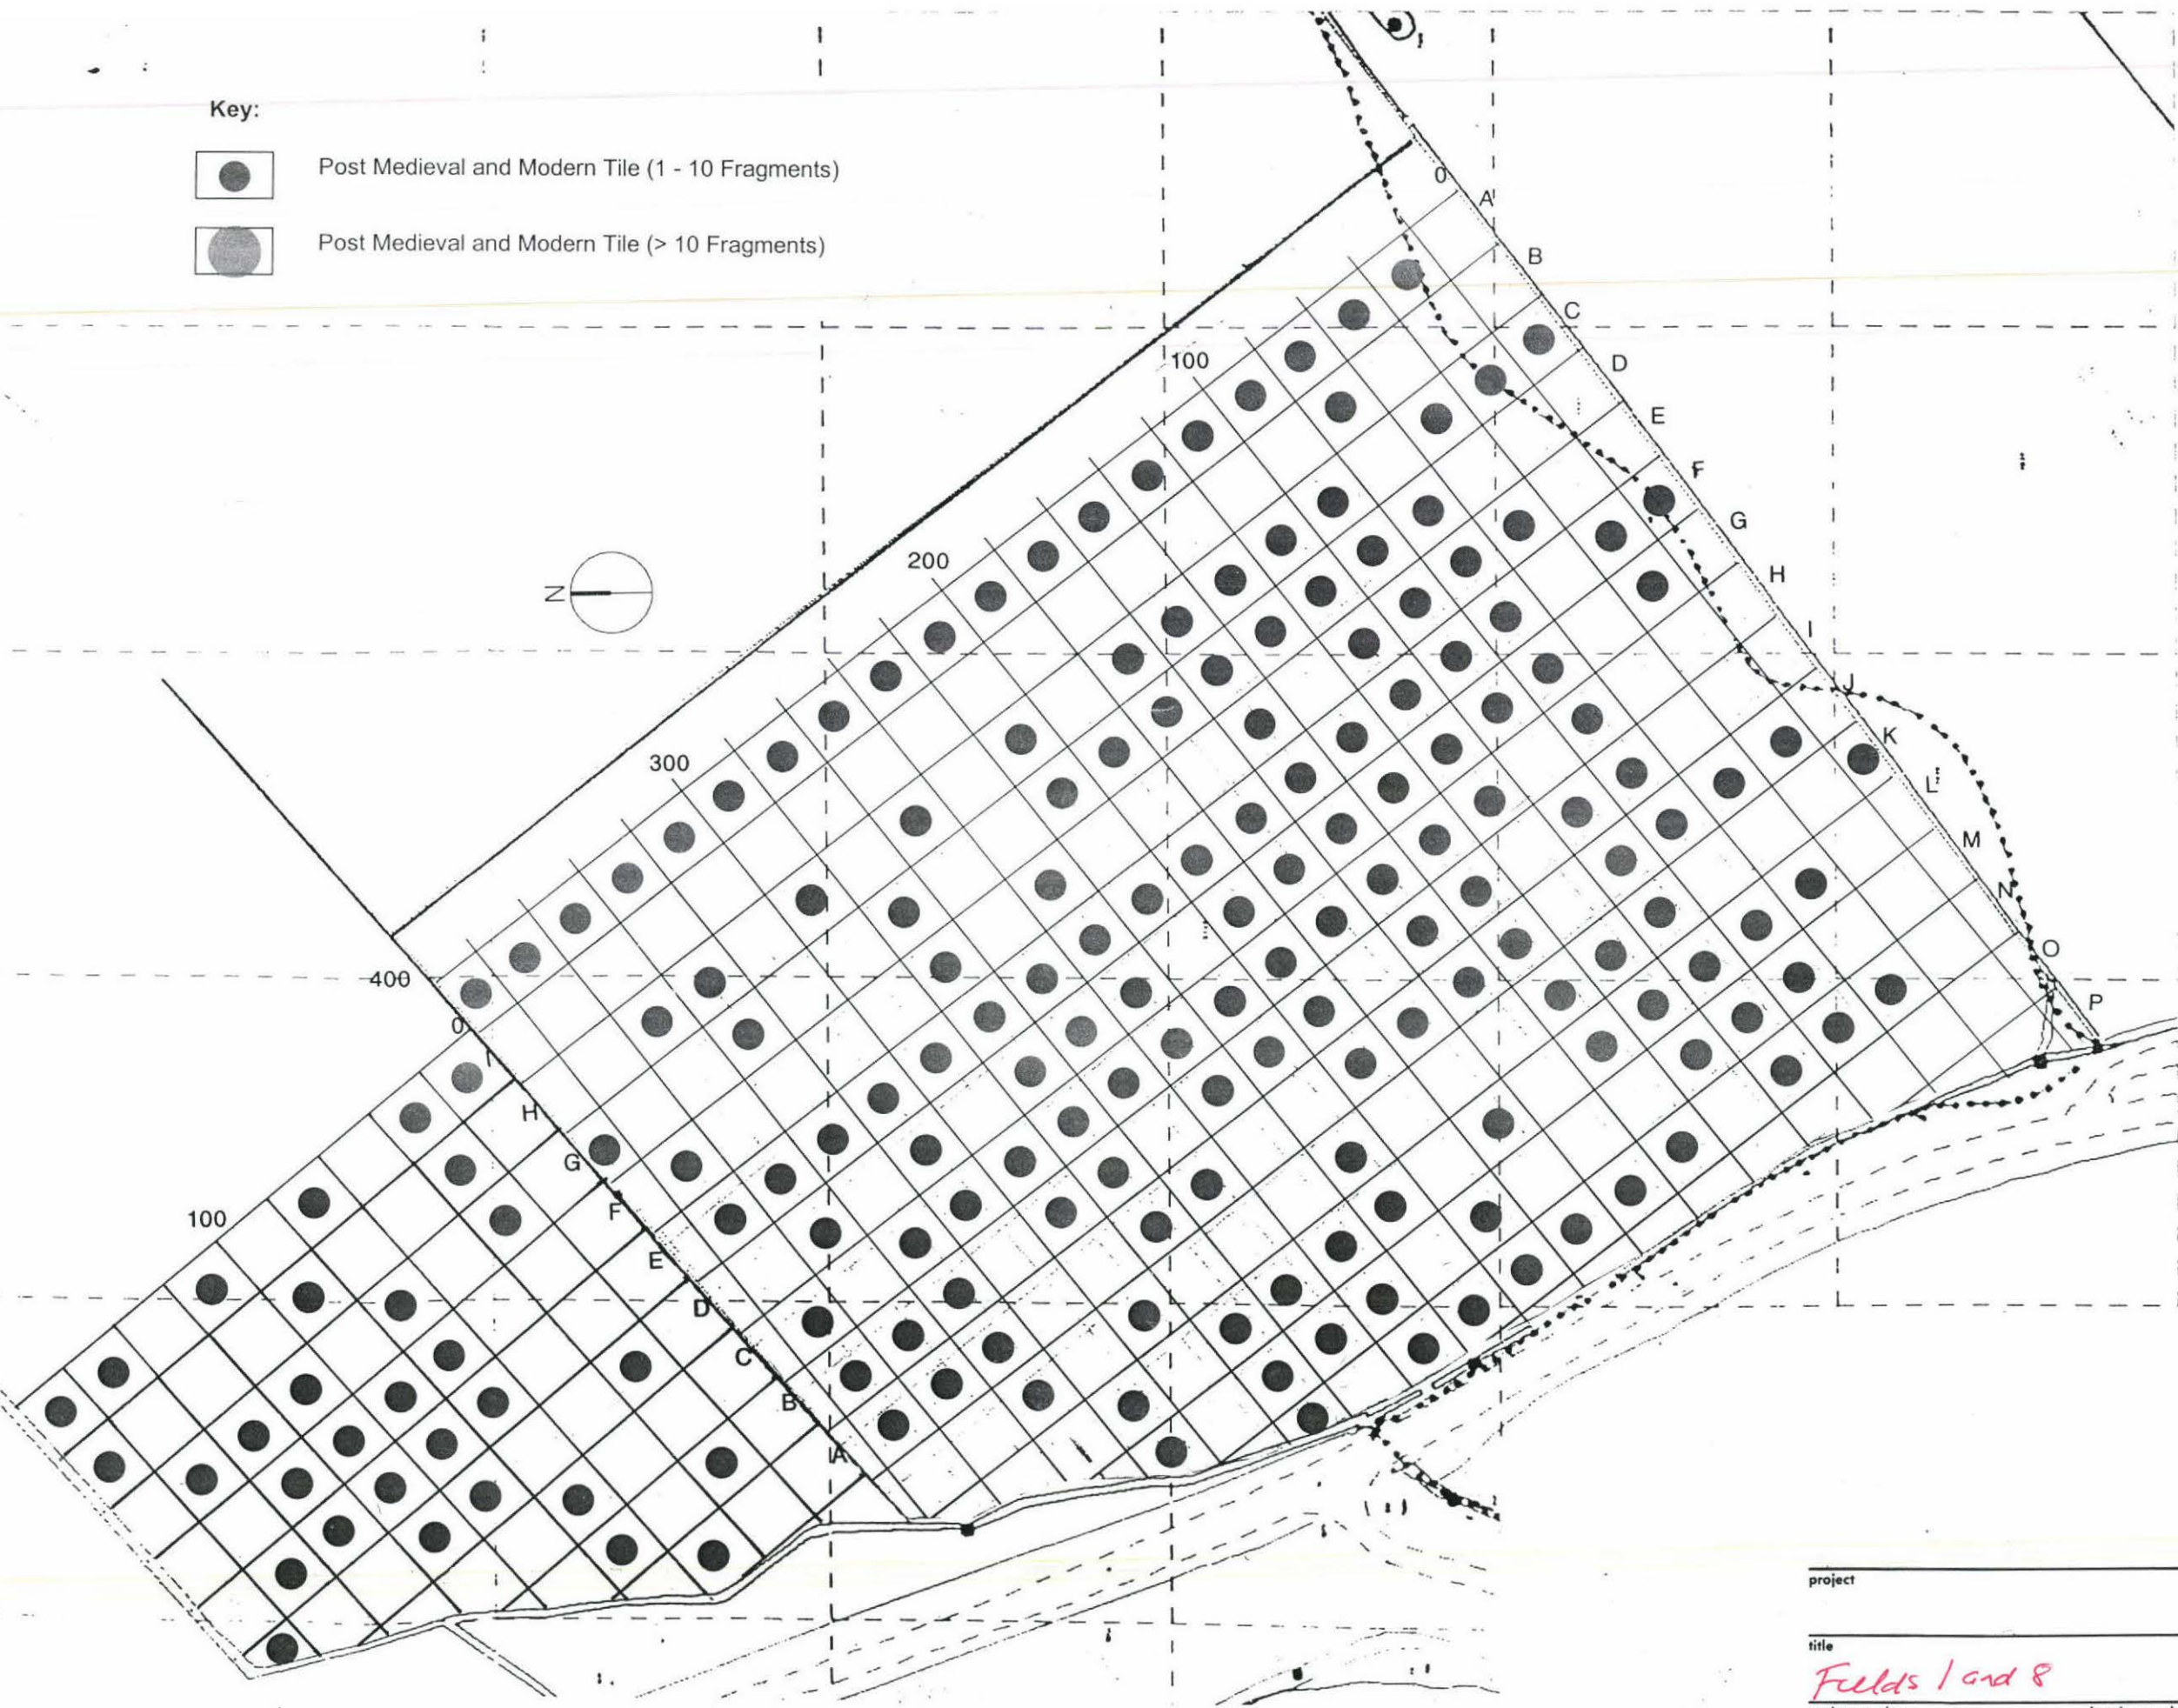 Key:
Post Medieval and Modern Tile (1 - 10 Fragments)
Post Medieval and Modern Tile (> 10 Fragments)
0
A
B
C
100
D
E
F
G
200
H
N
I
J
300
K
L
M
N
O
400
P
0
I
H
G
100
F
E
D
C
B
A
project
title
Fields 1 and 8